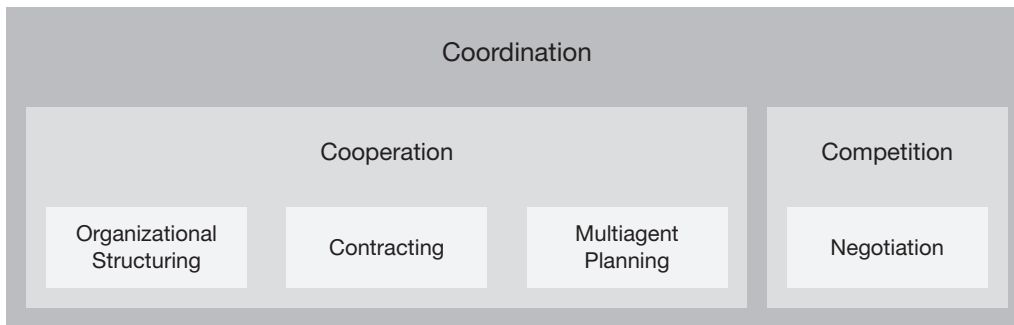 Coordination
Cooperation
Competition
Organizational
Structuring
Contracting
Multiagent
Planning
Negotiation